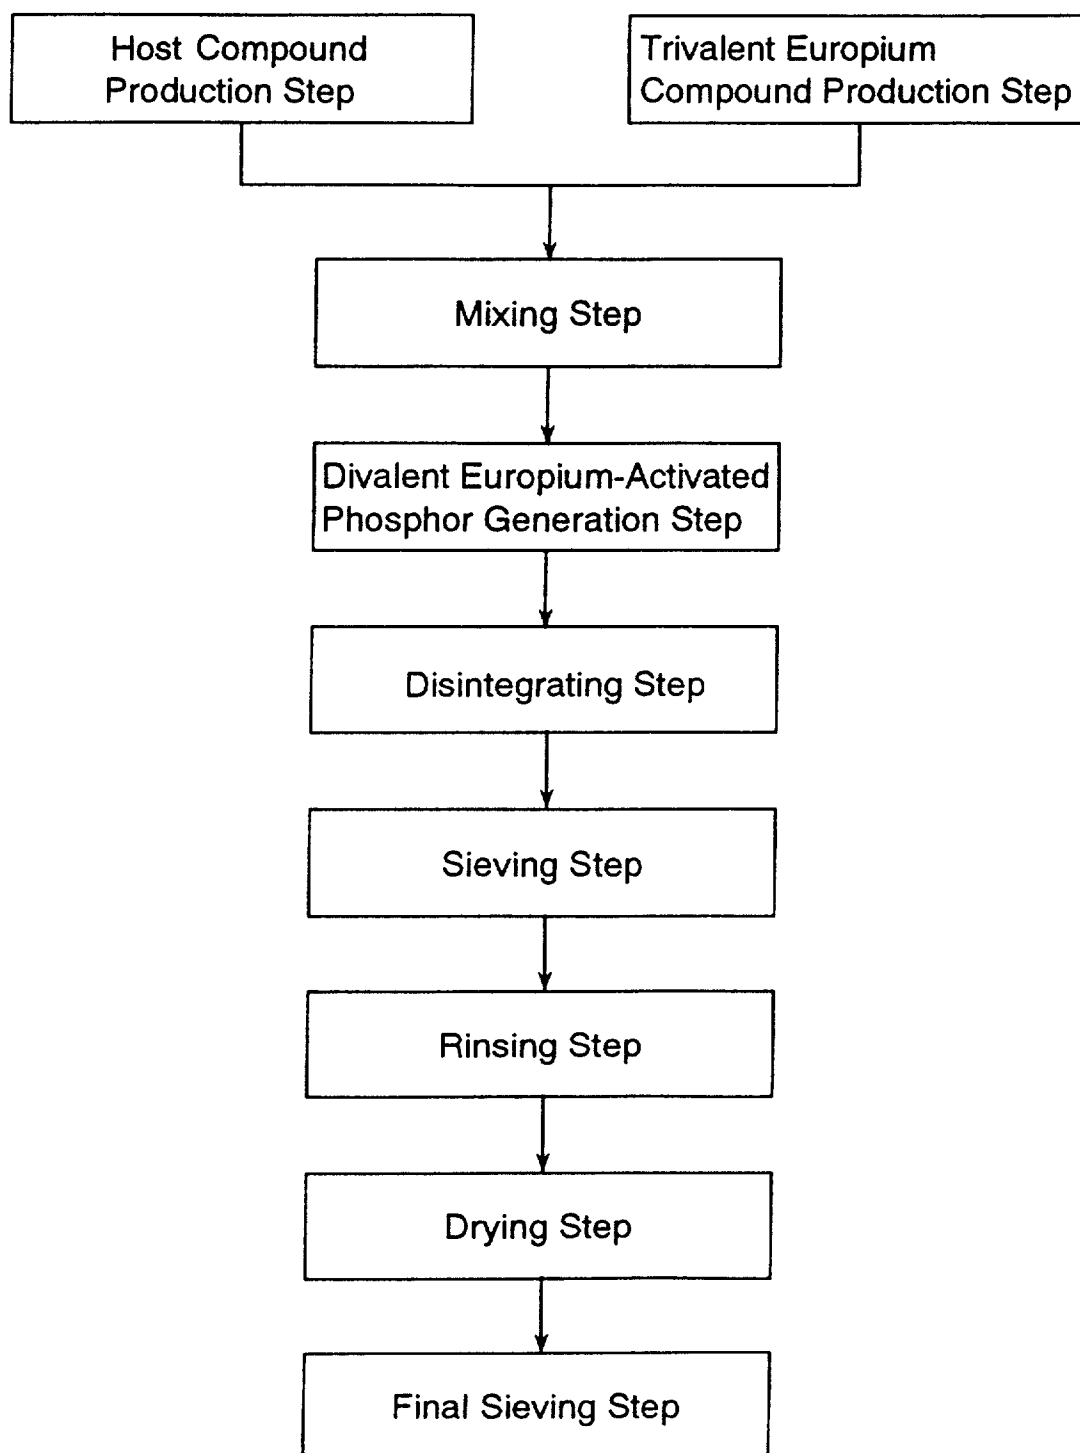 Host Compound
Production Step
Trivalent Europium
Compound Production Step
Mixing Step
Divalent Europium-Activated
Phosphor Generation Step
Disintegrating Step
Sieving Step
Rinsing Step
Drying Step
Final Sieving Step